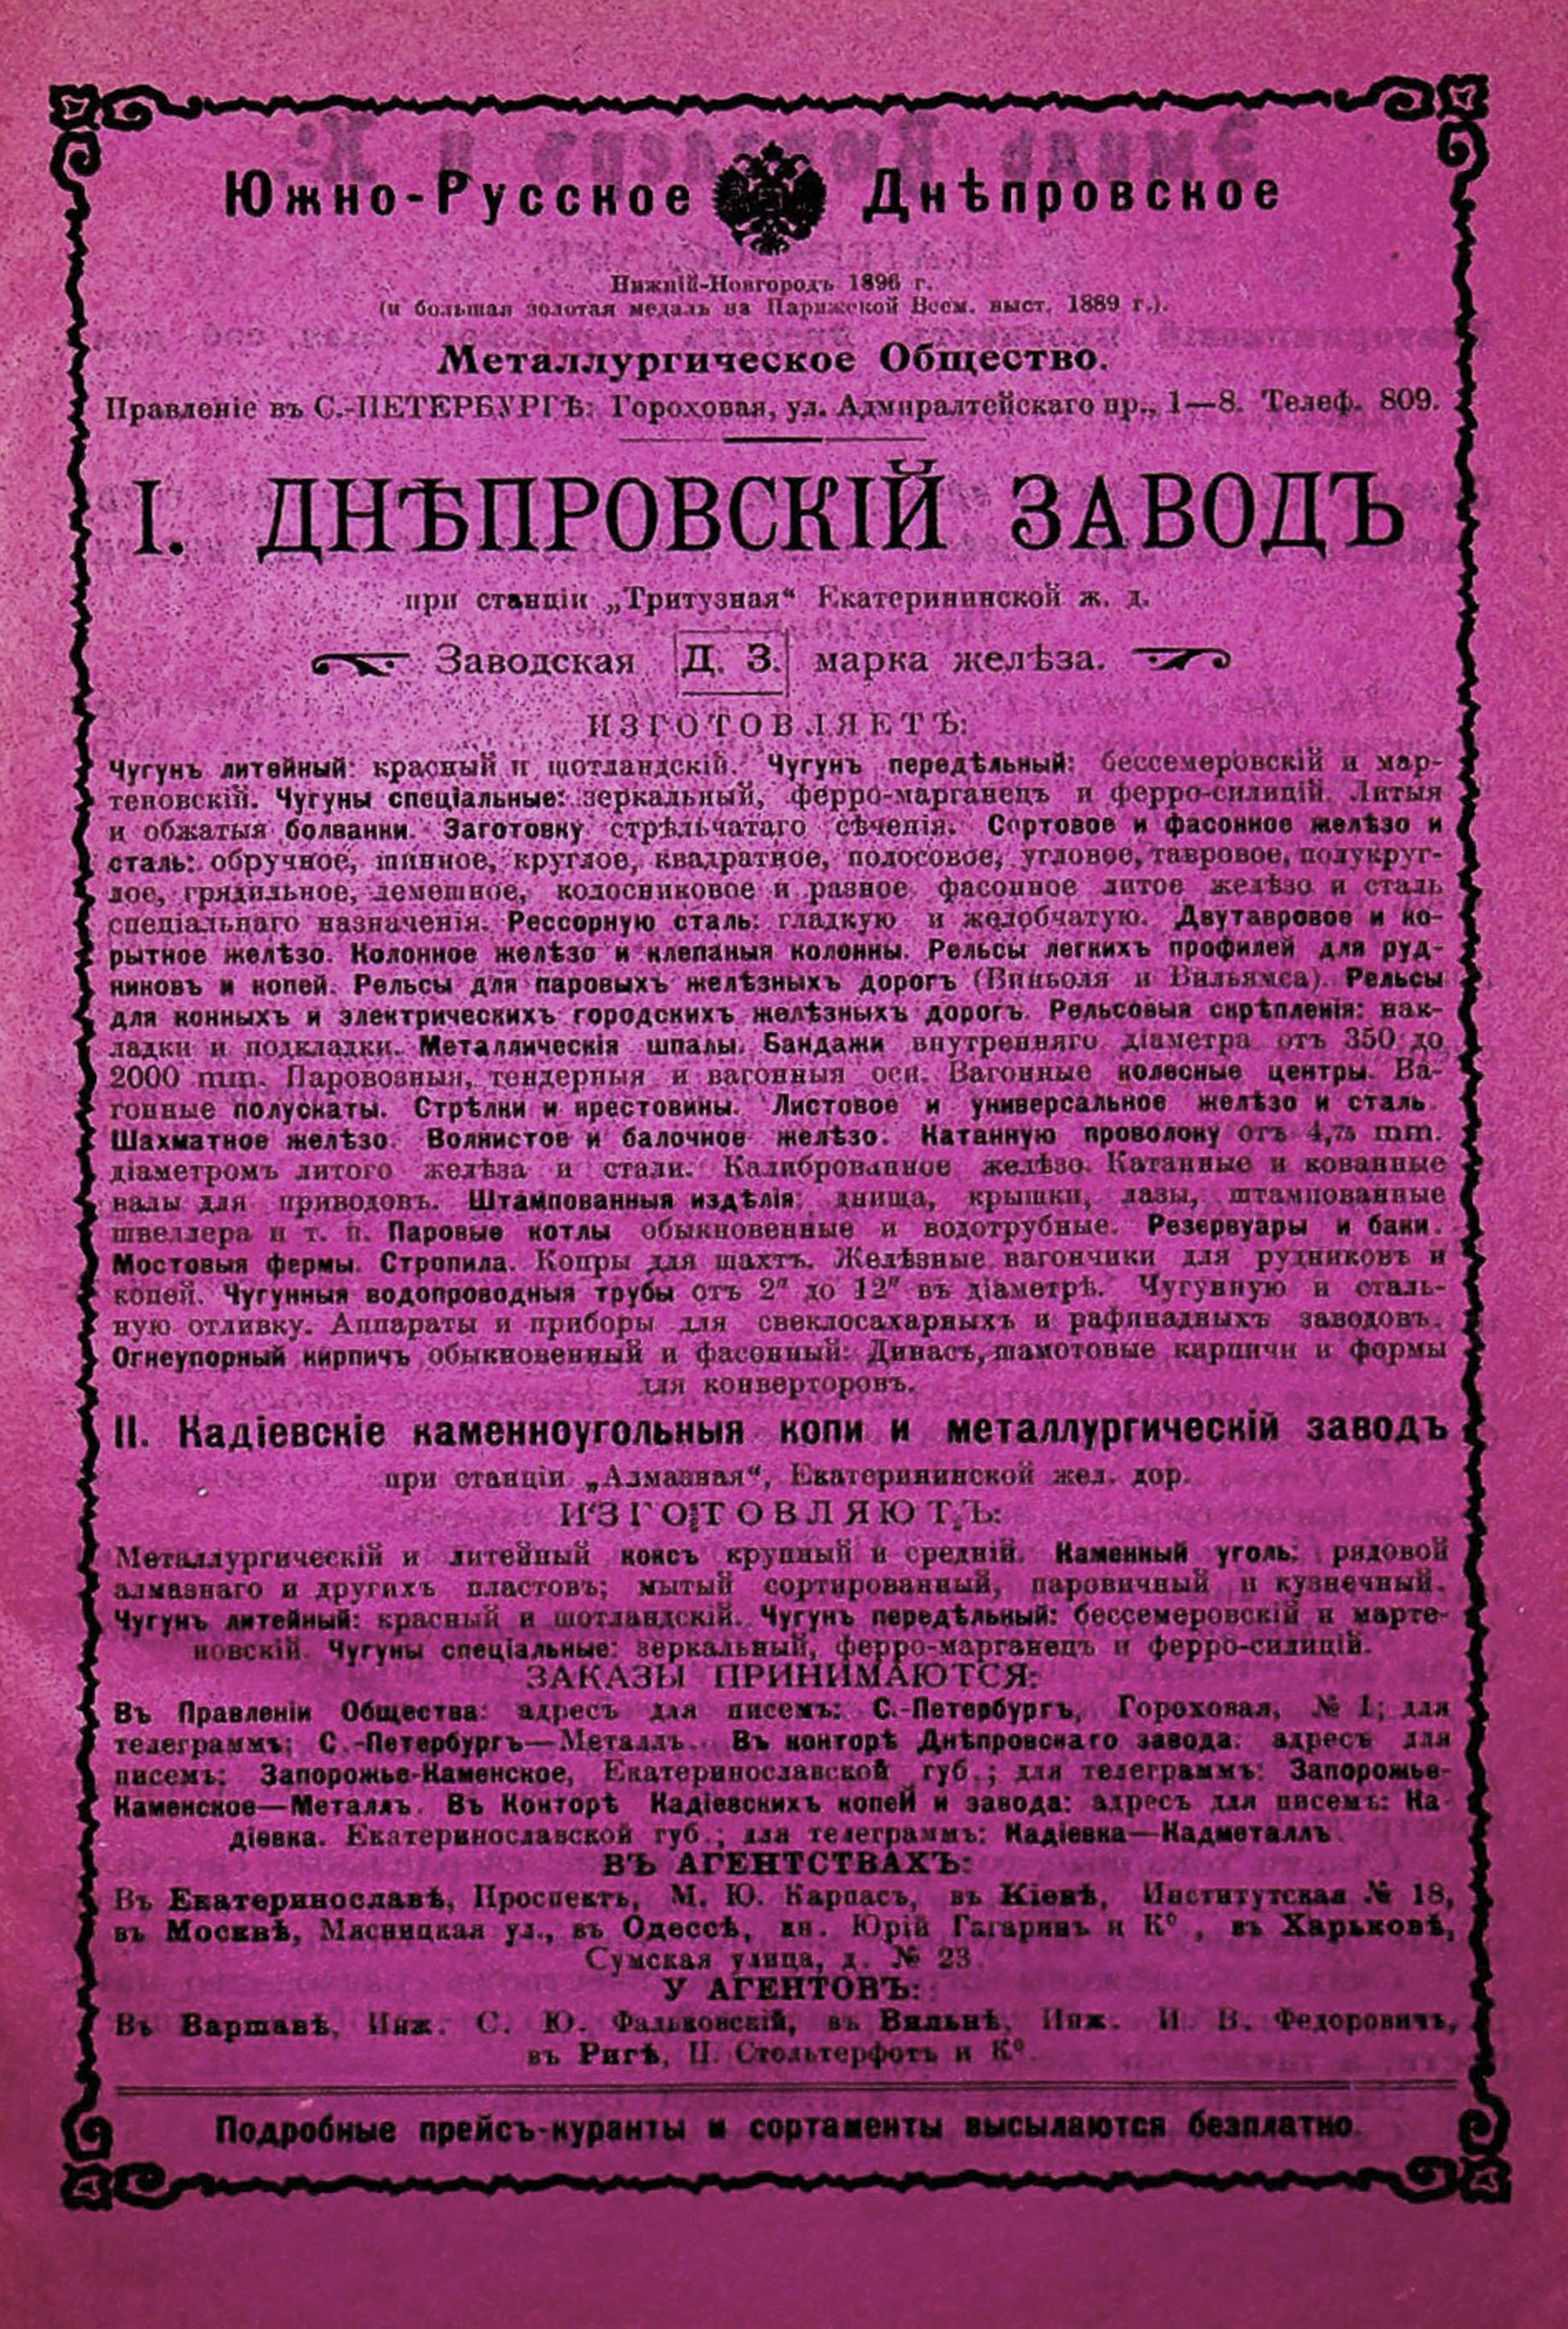 Южно-Русское Днѣпровское
Нижній-Новгородъ 1896 г.
(и большая золотая медаль на Парижской Всем. выст. 1889 г.).
Металлургическое Общество.
Правленіе въ С.-ПЕТЕРБУРГѢ: Гороховая, ул. Адмиралтейскаго пр., 1—8. Телеф. 809.
I. ДНѢПРОВСКІЙ ЗАВОДЪ
при станціи „Тритузная“ Екатерининской ж. д.
Заводская Д. З. марка желѣза.
ИЗГОТОВЛЯЕТЪ:
Чугунъ литейный: красный и шотландскій. Чугунъ передѣльный: бессемеровскій и мар-
теновскій. Чугуны спеціальные: зеркальный, ферро-марганецъ и ферро-силицій. Литыя
и обжатыя болванки. Заготовку стрѣльчатаго сѣченія. Сортовое и фасонное желѣзо и
сталь: обручное, шинное, круглое, квадратное, полосовое, угловое, тавровое, полукруг-
лое, грядильное, лемешное, колосниковое и разное фасонное литое желѣзо и сталь
спеціальнаго назначенія. Рессорную сталь: гладкую и желобчатую. Двутавровое и ко-
рытное желѣзо. Колонное желѣзо и клепаныя колонны. Рельсы легкихъ профилей для руд-
никовъ и копей. Рельсы для паровыхъ желѣзныхъ дорогъ (Виньоля и Вильямса). Рельсы
для конныхъ и электрическихъ городскихъ желѣзныхъ дорогъ. Рельсовыя скрѣпленія: нак-
ладки и подкладки. Металлическія шпалы. Бандажи внутренняго діаметра отъ 350 до
2000 mm. Паровозныя, тендерныя и вагонныя оси. Вагонные колесные центры. Ва-
гонные полускаты. Стрѣлки и крестовины. Листовое и универсальное желѣзо и сталь.
Шахматное желѣзо. Волнистое и балочное желѣзо. Катанную проволоку отъ 4,75 mm.
діаметромъ литого желѣза и стали. Калиброванное желѣзо. Катанные и кованные
валы для приводовъ. Штампованныя издѣлія: днища, крышки, лазы, штампованные
швеллера и т. п. Паровые котлы обыкновенные и водотрубные. Резервуары и баки.
Мостовыя фермы. Стропила. Копры для шахтъ. Желѣзные вагончики для рудниковъ и
копей. Чугунныя водопроводныя трубы отъ 2" до 12" въ діаметрѣ. Чугунную и сталь-
ную отливку. Аппараты и приборы для свеклосахарныхъ и рафинадныхъ заводовъ.
Огнеупорный кирпичъ обыкновенный и фасонный: Динасъ, шамотовые кирпичи и формы
для конверторовъ.
II. Кадіевскіе каменноугольныя копи и металлургическій заводъ
при станціи „Алмазная“, Екатерининской жел. дор.
ИЗГОТОВЛЯЮТЪ:
Металлургическій и литейный коксъ крупный и средній. Каменный уголь: рядовой
алмазнаго и другихъ пластовъ; мытый сортированный, паровичный и кузнечный.
Чугунъ литейный: красный и шотландскій. Чугунъ передѣльный: бессемеровскій и марте-
новскій. Чугуны спеціальные: зеркальный, ферро-марганецъ и ферро-силицій.
ЗАКАЗЫ ПРИНИМАЮТСЯ:
Въ Правленіи Общества: адресъ для писемъ: С.-Петербургъ, Гороховая, № 1; для
телеграммъ: С.-Петербургъ—Металлъ. Въ конторѣ Днѣпровскаго завода: адресъ для
писемъ: Запорожье-Каменское, Екатеринославской губ.; для телеграммъ: Запорожье-
Каменское—Металлъ. Въ Конторѣ Кадіевскихъ копей и завода: адресъ для писемъ: Ка-
діевка. Екатеринославской губ.; для телеграммъ: Кадіевка—Кадметаллъ.
ВЪ АГЕНТСТВАХЪ:
Въ Екатеринославѣ, Проспектъ, М. Ю. Карпасъ, въ Кіевѣ, Институтская № 18,
въ Москвѣ, Мясницкая ул., въ Одессѣ, кн. Юрій Гагаринъ и К°, въ Харьковѣ,
Сумская улица, д. № 23.
У АГЕНТОВЪ:
Въ Варшавѣ, Инж. С. Ю. Фальковскій, въ Вильнѣ, Инж. И. В. Федоровичъ,
въ Ригѣ, П. Стольтерфотъ и К°.
Подробные прейсъ-куранты и сортаменты высылаются безплатно.